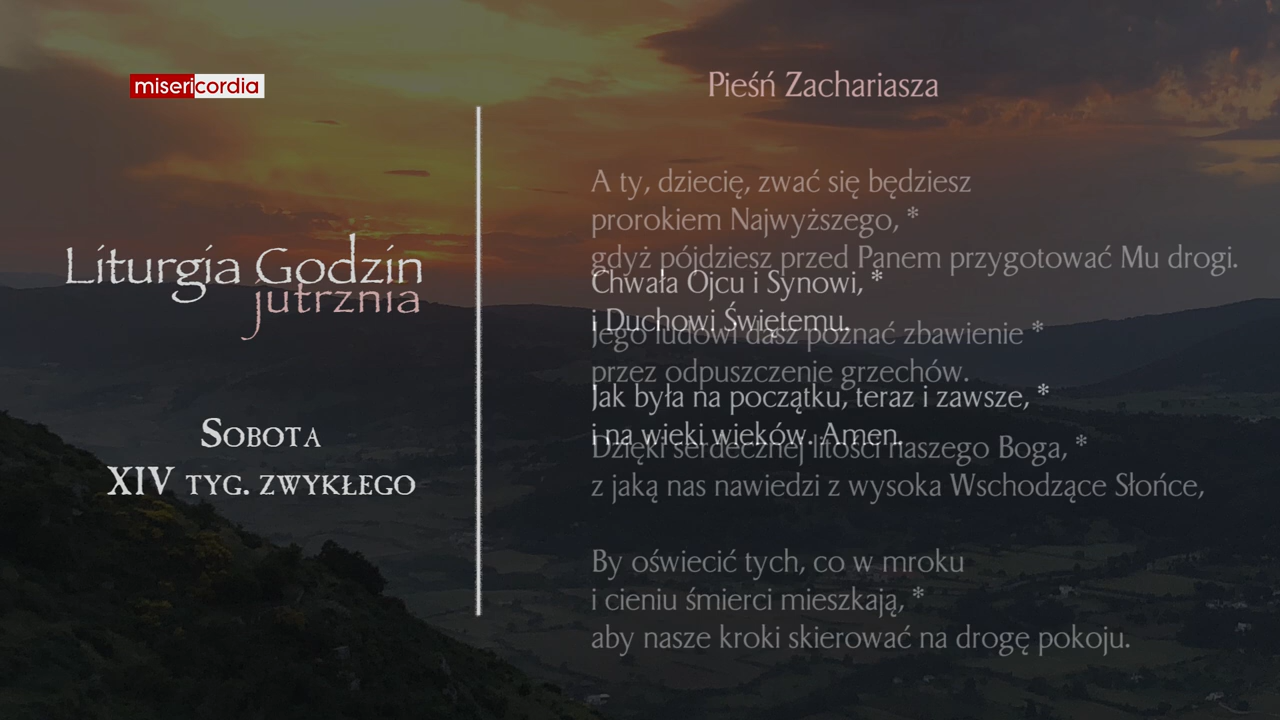 misericordia
Liturgia Godzin
jutrznia
Sobota
XIV tyg. zwykłego
Pieśń Zachariasza
A ty, dziecię, zwać się będziesz
prorokiem Najwyższego, *
gdyż pójdziesz przed Panem przygotować Mu drogi.
Chwała Ojcu i Synowi, *
i Duchowi Świętemu.
Jego ludowi dasz poznać zbawienie *
przez odpuszczenie grzechów.
Jak była na początku, teraz i zawsze, *
i na wieki wieków. Amen.
Dzięki serdecznej litości naszego Boga, *
z jaką nas nawiedzi z wysoka Wschodzące Słońce,
By oświecić tych, co w mroku
i cieniu śmierci mieszkają, *
aby nasze kroki skierować na drogę pokoju.